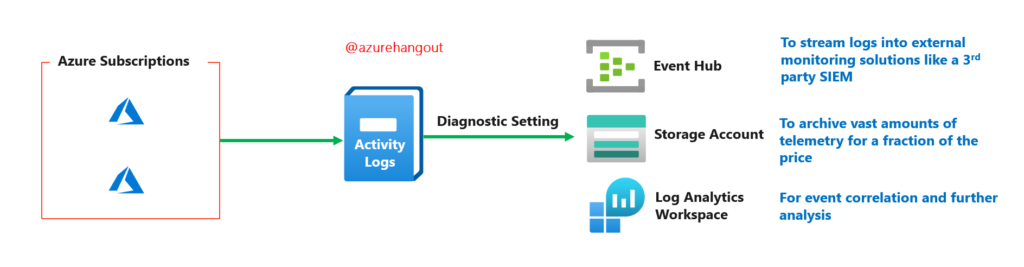 @azurehangout
Azure Subscriptions
Activity
Logs
Diagnostic Setting
Event Hub
To stream logs into external
monitoring solutions like a 3rd
party SIEM
Storage Account
To archive vast amounts of
telemetry for a fraction of the
price
Log Analytics
Workspace
For event correlation and further
analysis